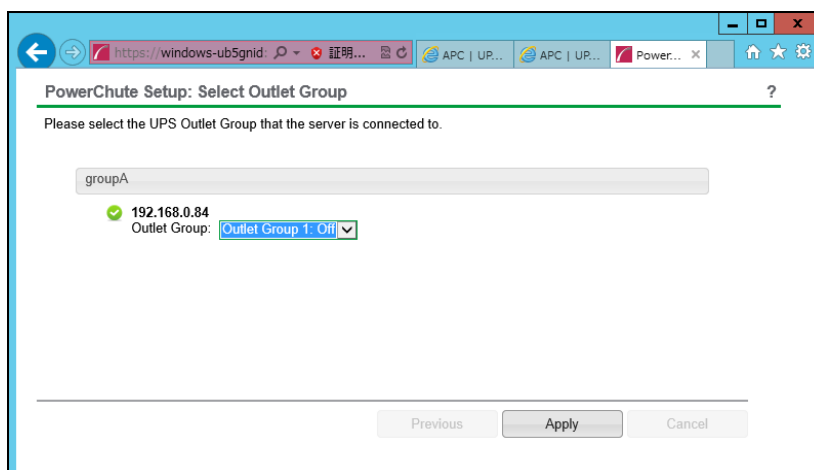 https://windows-ub5gnid: 証明... APC | UP... APC | UP... Power...
PowerChute Setup: Select Outlet Group ?
Please select the UPS Outlet Group that the server is connected to.
groupA
192.168.0.84
Outlet Group: Outlet Group 1: Off
Previous Apply Cancel